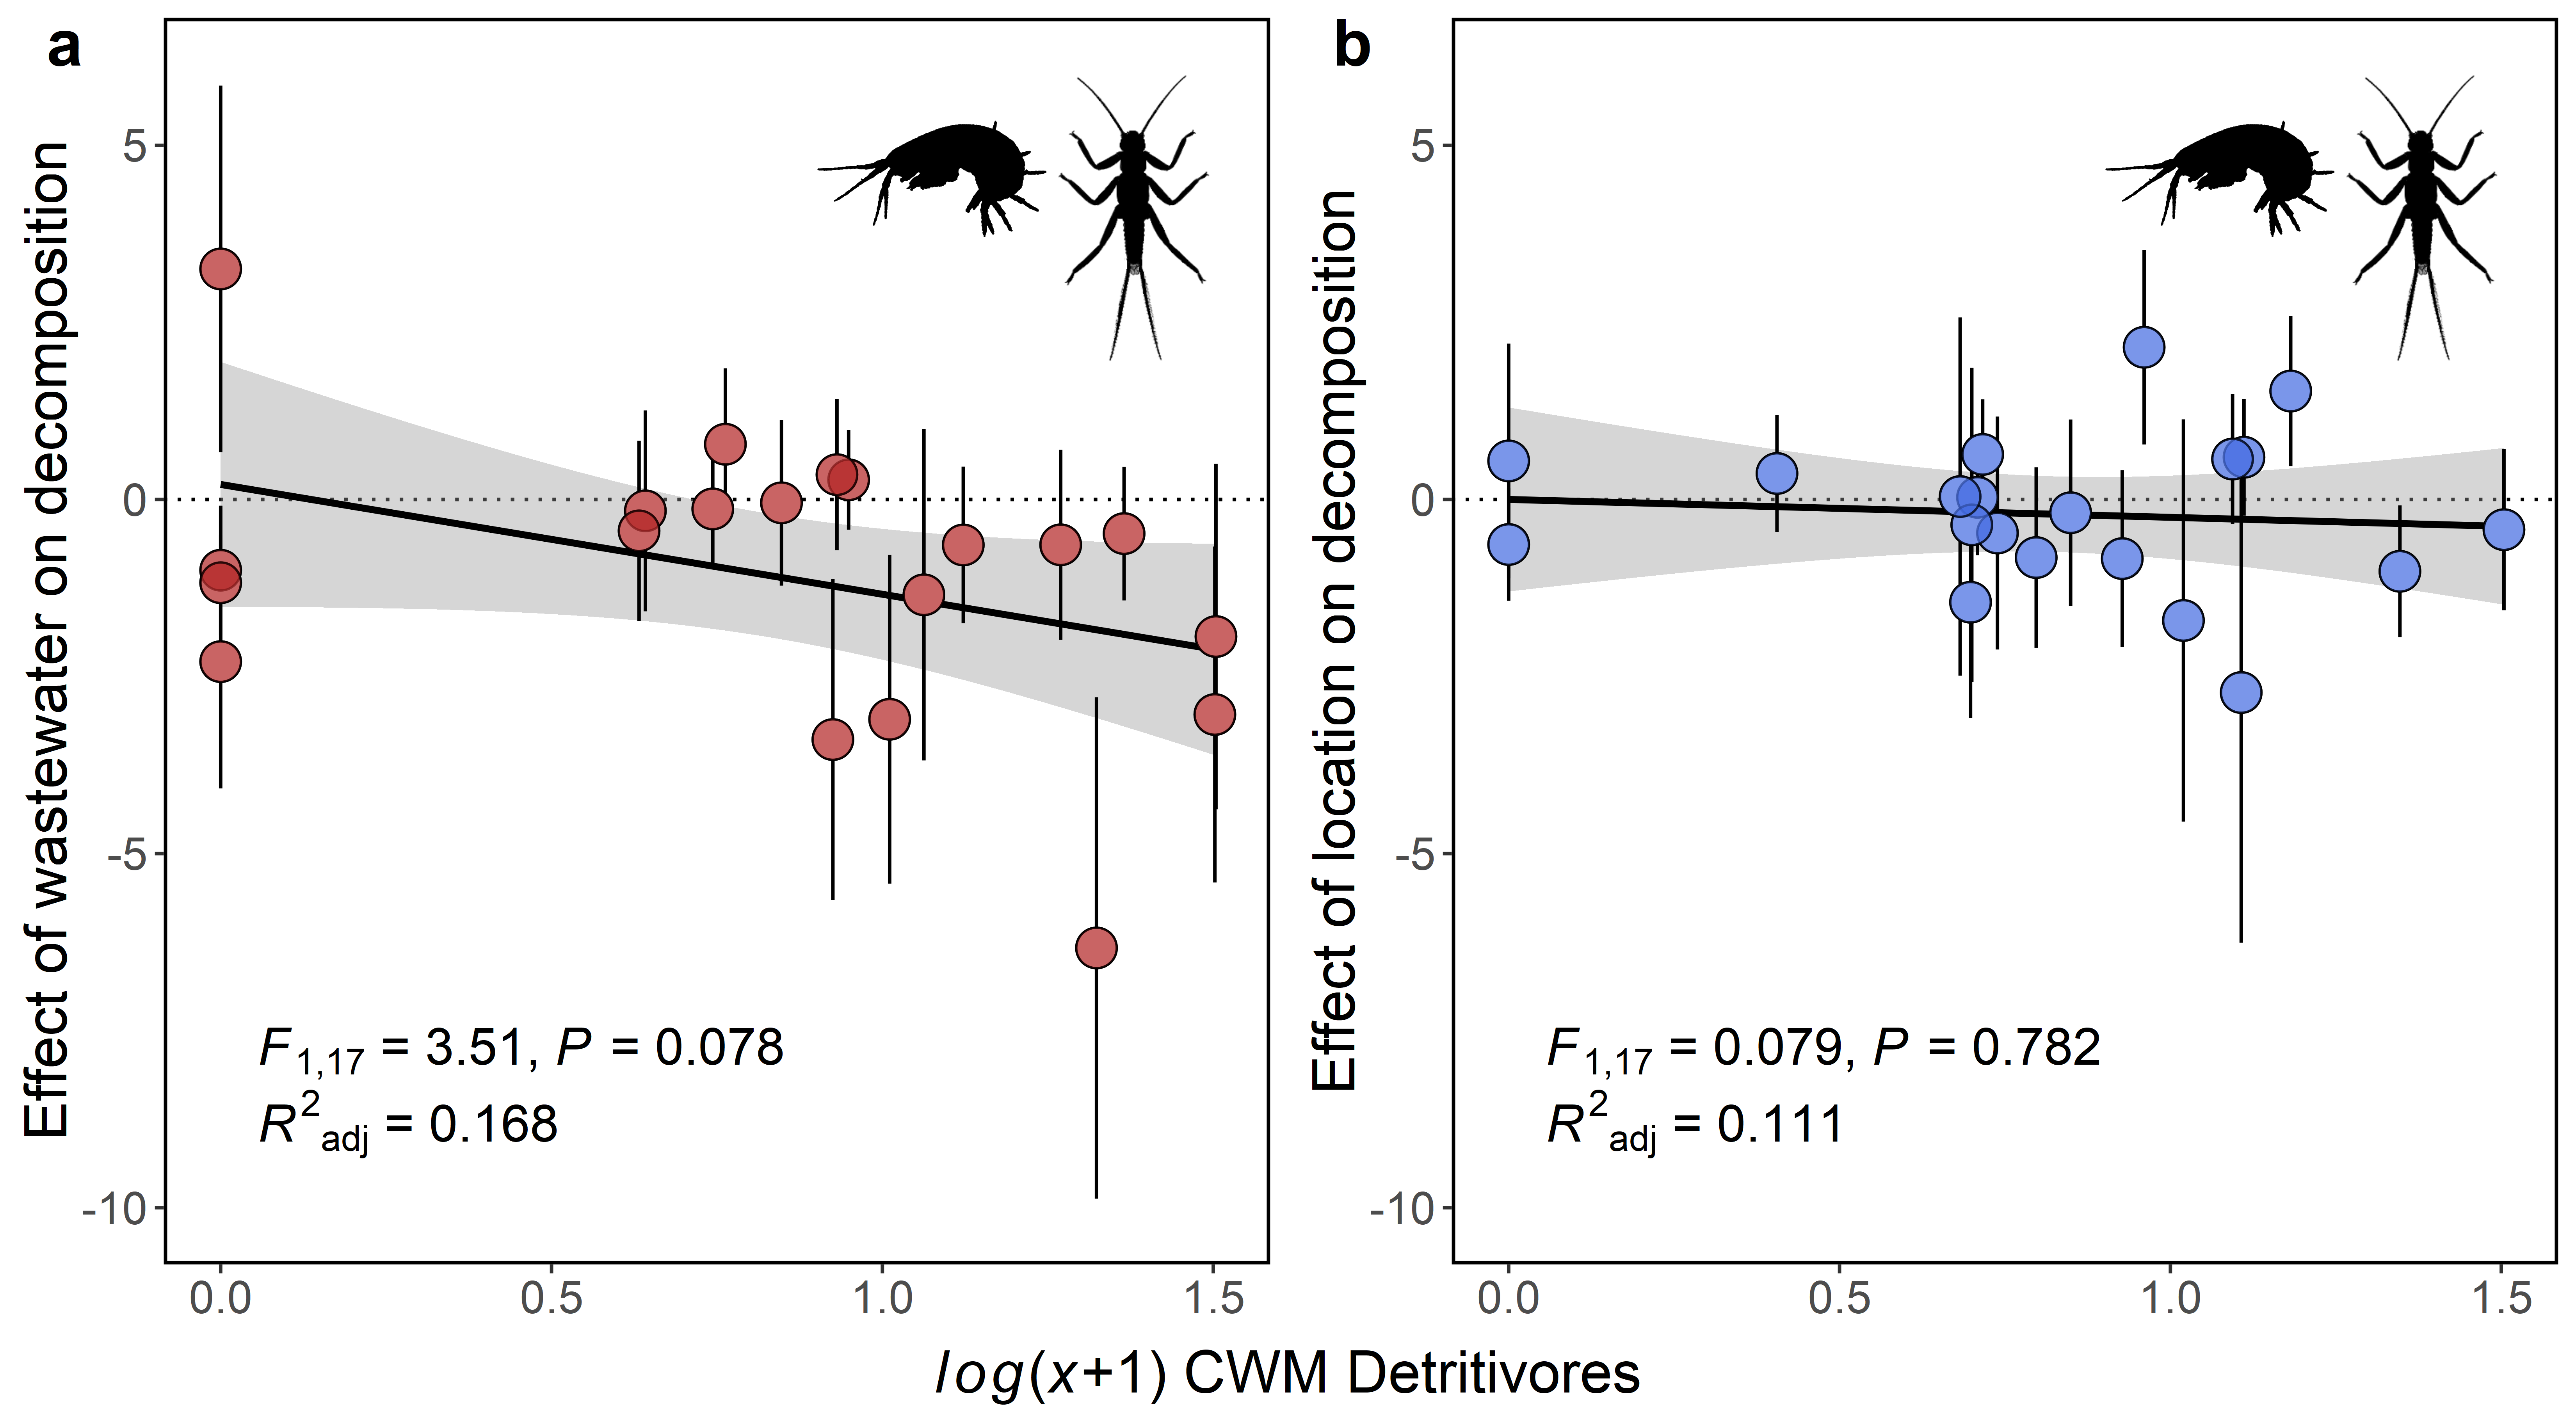 a
Effect of wastewater on decomposition
5
0
-5
-10
F1,17 = 3.51, P = 0.078
R2adj = 0.168
0.0 0.5 1.0 1.5
b
Effect of location on decomposition
5
0
-5
-10
F1,17 = 0.079, P = 0.782
R2adj = 0.111
0.0 0.5 1.0 1.5
log(x+1) CWM Detritivores